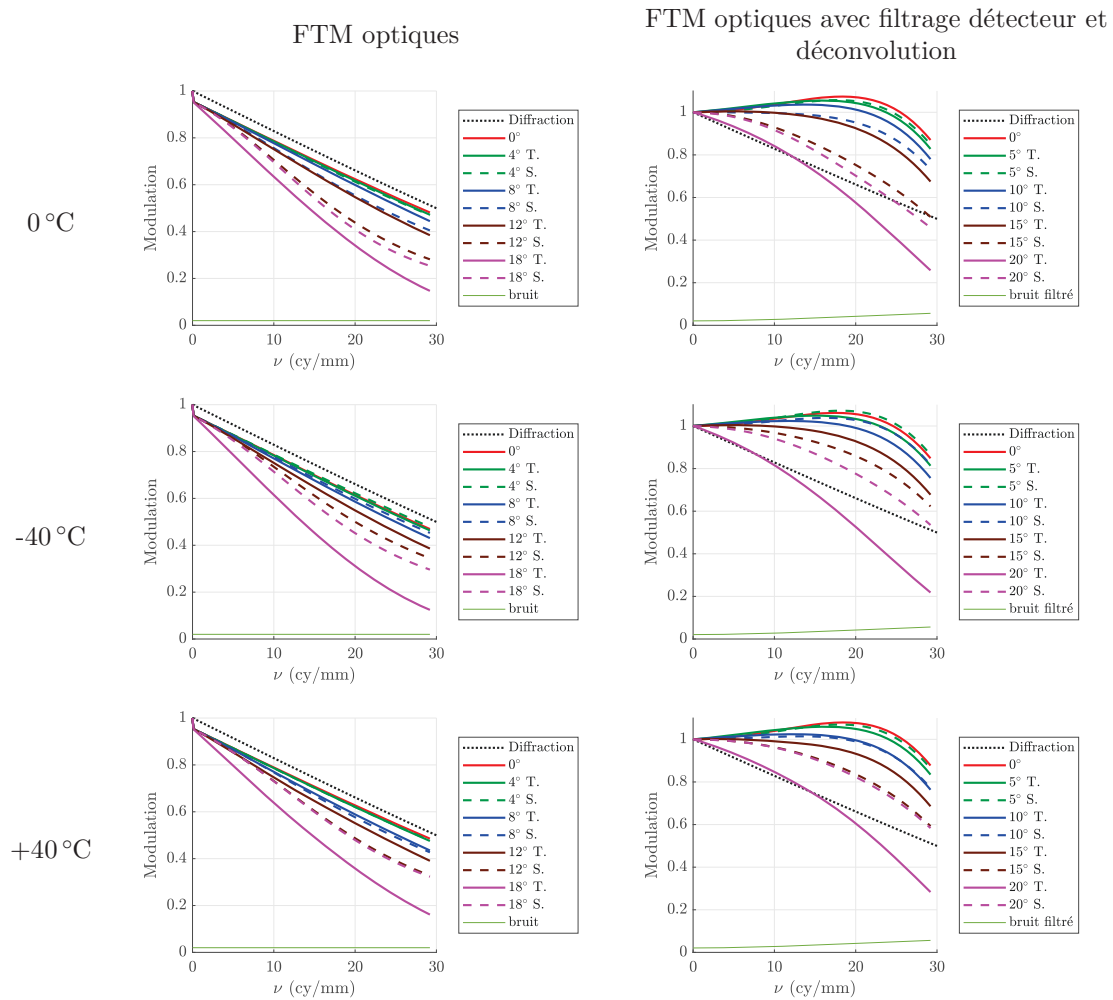 FTM optiques
FTM optiques avec filtrage détecteur et
déconvolution
0 °C
Modulation
1
0.8
0.6
0.4
0.2
0
0
10
20
30
ν (cy/mm)
Diffraction
0°
4° T.
4° S.
8° T.
8° S.
12° T.
12° S.
18° T.
18° S.
bruit
Modulation
1
0.8
0.6
0.4
0.2
0
0
10
20
30
ν (cy/mm)
Diffraction
0°
5° T.
5° S.
10° T.
10° S.
15° T.
15° S.
20° T.
20° S.
bruit filtré
-40 °C
Modulation
1
0.8
0.6
0.4
0.2
0
0
10
20
30
ν (cy/mm)
Diffraction
0°
4° T.
4° S.
8° T.
8° S.
12° T.
12° S.
18° T.
18° S.
bruit
Modulation
1
0.8
0.6
0.4
0.2
0
0
10
20
30
ν (cy/mm)
Diffraction
0°
5° T.
5° S.
10° T.
10° S.
15° T.
15° S.
20° T.
20° S.
bruit filtré
+40 °C
Modulation
1
0.8
0.6
0.4
0.2
0
0
10
20
30
ν (cy/mm)
Diffraction
0°
4° T.
4° S.
8° T.
8° S.
12° T.
12° S.
18° T.
18° S.
bruit
Modulation
1
0.8
0.6
0.4
0.2
0
0
10
20
30
ν (cy/mm)
Diffraction
0°
5° T.
5° S.
10° T.
10° S.
15° T.
15° S.
20° T.
20° S.
bruit filtré